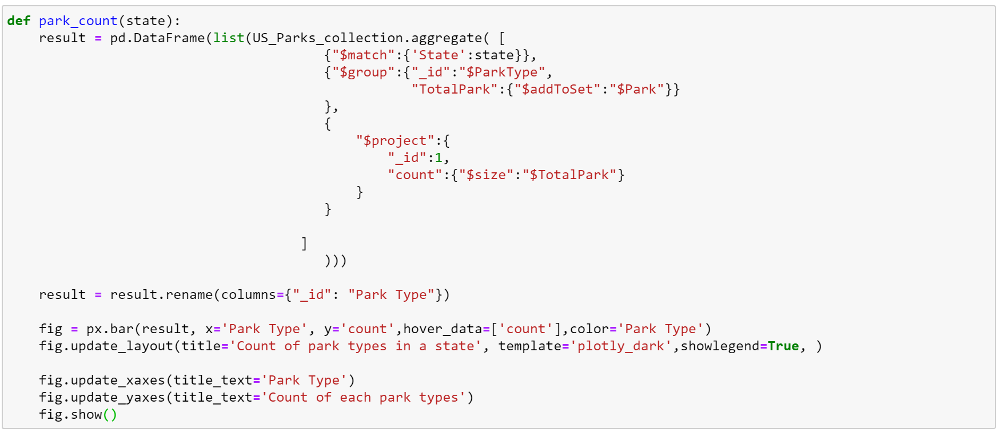 def park_count(state):
    result = pd.DataFrame(list(US_Parks_collection.aggregate( [
                                        {"$match":{'State':state}},
                                        {"$group":{"_id":"$ParkType",
                                                   "TotalPark":{"$addToSet":"$Park"}}
                                        },
                                        {
                                            "$project":{
                                                "_id":1,
                                                "count":{"$size":"$TotalPark"}
                                            }
                                        }
                                     ]
                                        )))
    result = result.rename(columns={"_id": "Park Type"})
    fig = px.bar(result, x='Park Type', y='count',hover_data=['count'],color='Park Type')
    fig.update_layout(title='Count of park types in a state', template='plotly_dark',showlegend=True, )
    fig.update_xaxes(title_text='Park Type')
    fig.update_yaxes(title_text='Count of each park types')
    fig.show()